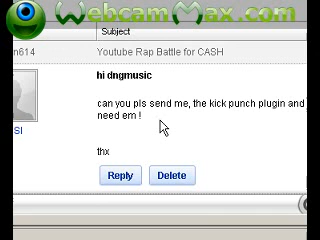 WebcamMax.com
Subject
n614 Youtube Rap Battle for CASH
hi dngmusic
can you pls send me, the kick punch plugin and
need em !
SI
thx
Reply Delete